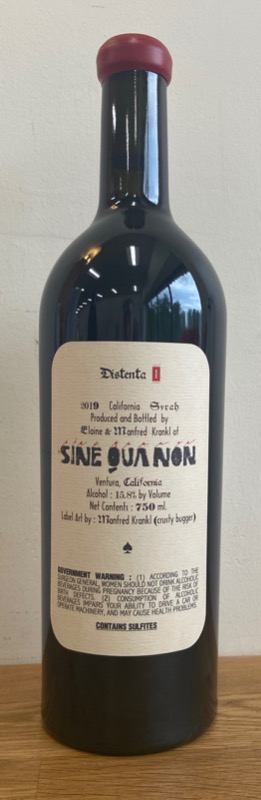 Distenta I
2019 California Syrah
Produced and Bottled by
Elaine & Manfred Krankl of
SINE QUA NON
Ventura, California
Alcohol : 15.8% by Volume
Net Contents : 750 ml.
Label Art by : Manfred Krankl (crusty bugger)
GOVERNMENT WARNING : (1) ACCORDING TO THE
SURGEON GENERAL, WOMEN SHOULD NOT DRINK ALCOHOLIC
BEVERAGES DURING PREGNANCY BECAUSE OF THE RISK OF
BIRTH DEFECTS. (2) CONSUMPTION OF ALCOHOLIC
BEVERAGES IMPAIRS YOUR ABILITY TO DRIVE A CAR OR
OPERATE MACHINERY, AND MAY CAUSE HEALTH PROBLEMS.
CONTAINS SULFITES